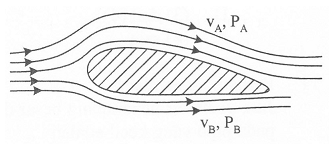 v_A, P_A
v_B, P_B